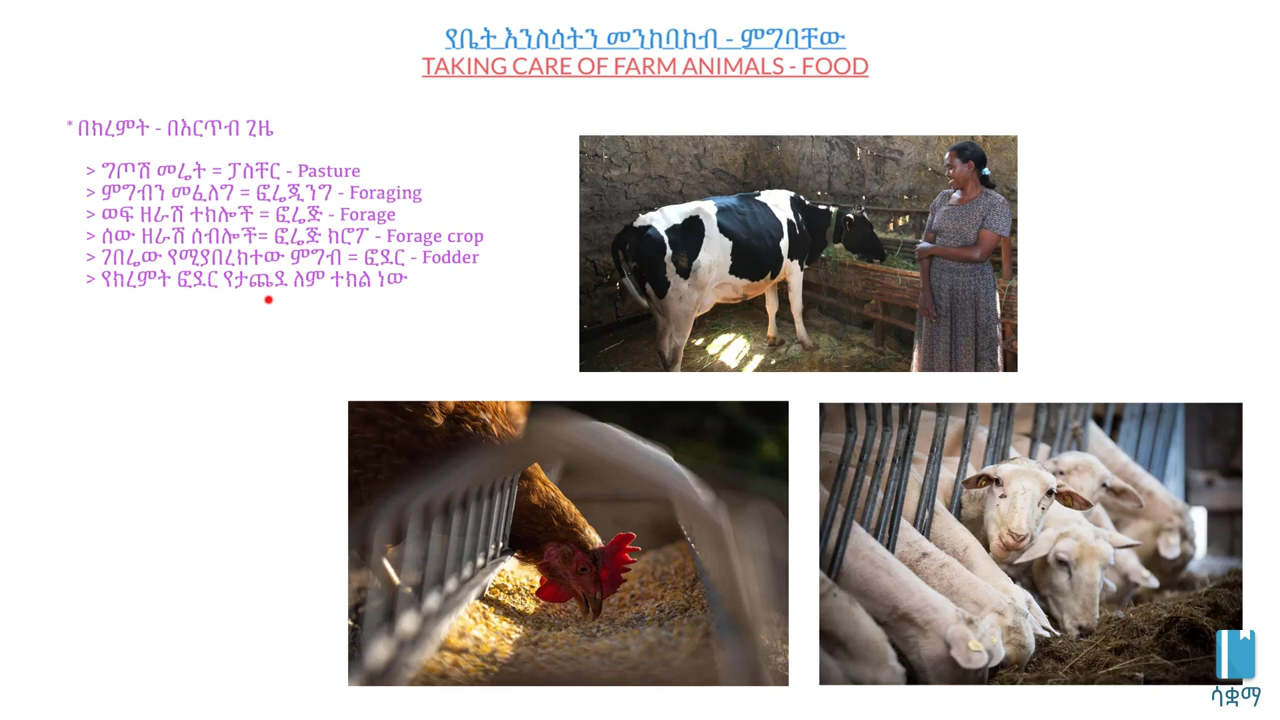 የቤት እንስሳትን መንከባከብ - ምግባቸው
TAKING CARE OF FARM ANIMALS - FOOD
* በክረምት - በእርጥብ ጊዜ
> ግጦሽ መሬት = ፓስቸር - Pasture
> ምግብን መፈለግ = ፎሬጂንግ - Foraging
> ወፍ ዘራሽ ተክሎች = ፎሬጅ - Forage
> ሰው ዘራሽ ሰብሎች= ፎሬጅ ክሮፖ - Forage crop
> ገበሬው የሚያበረክተው ምግብ = ፎደር - Fodder
> የክረምት ፎደር የታጨደ ለም ተክል ነው
ሳቋማ